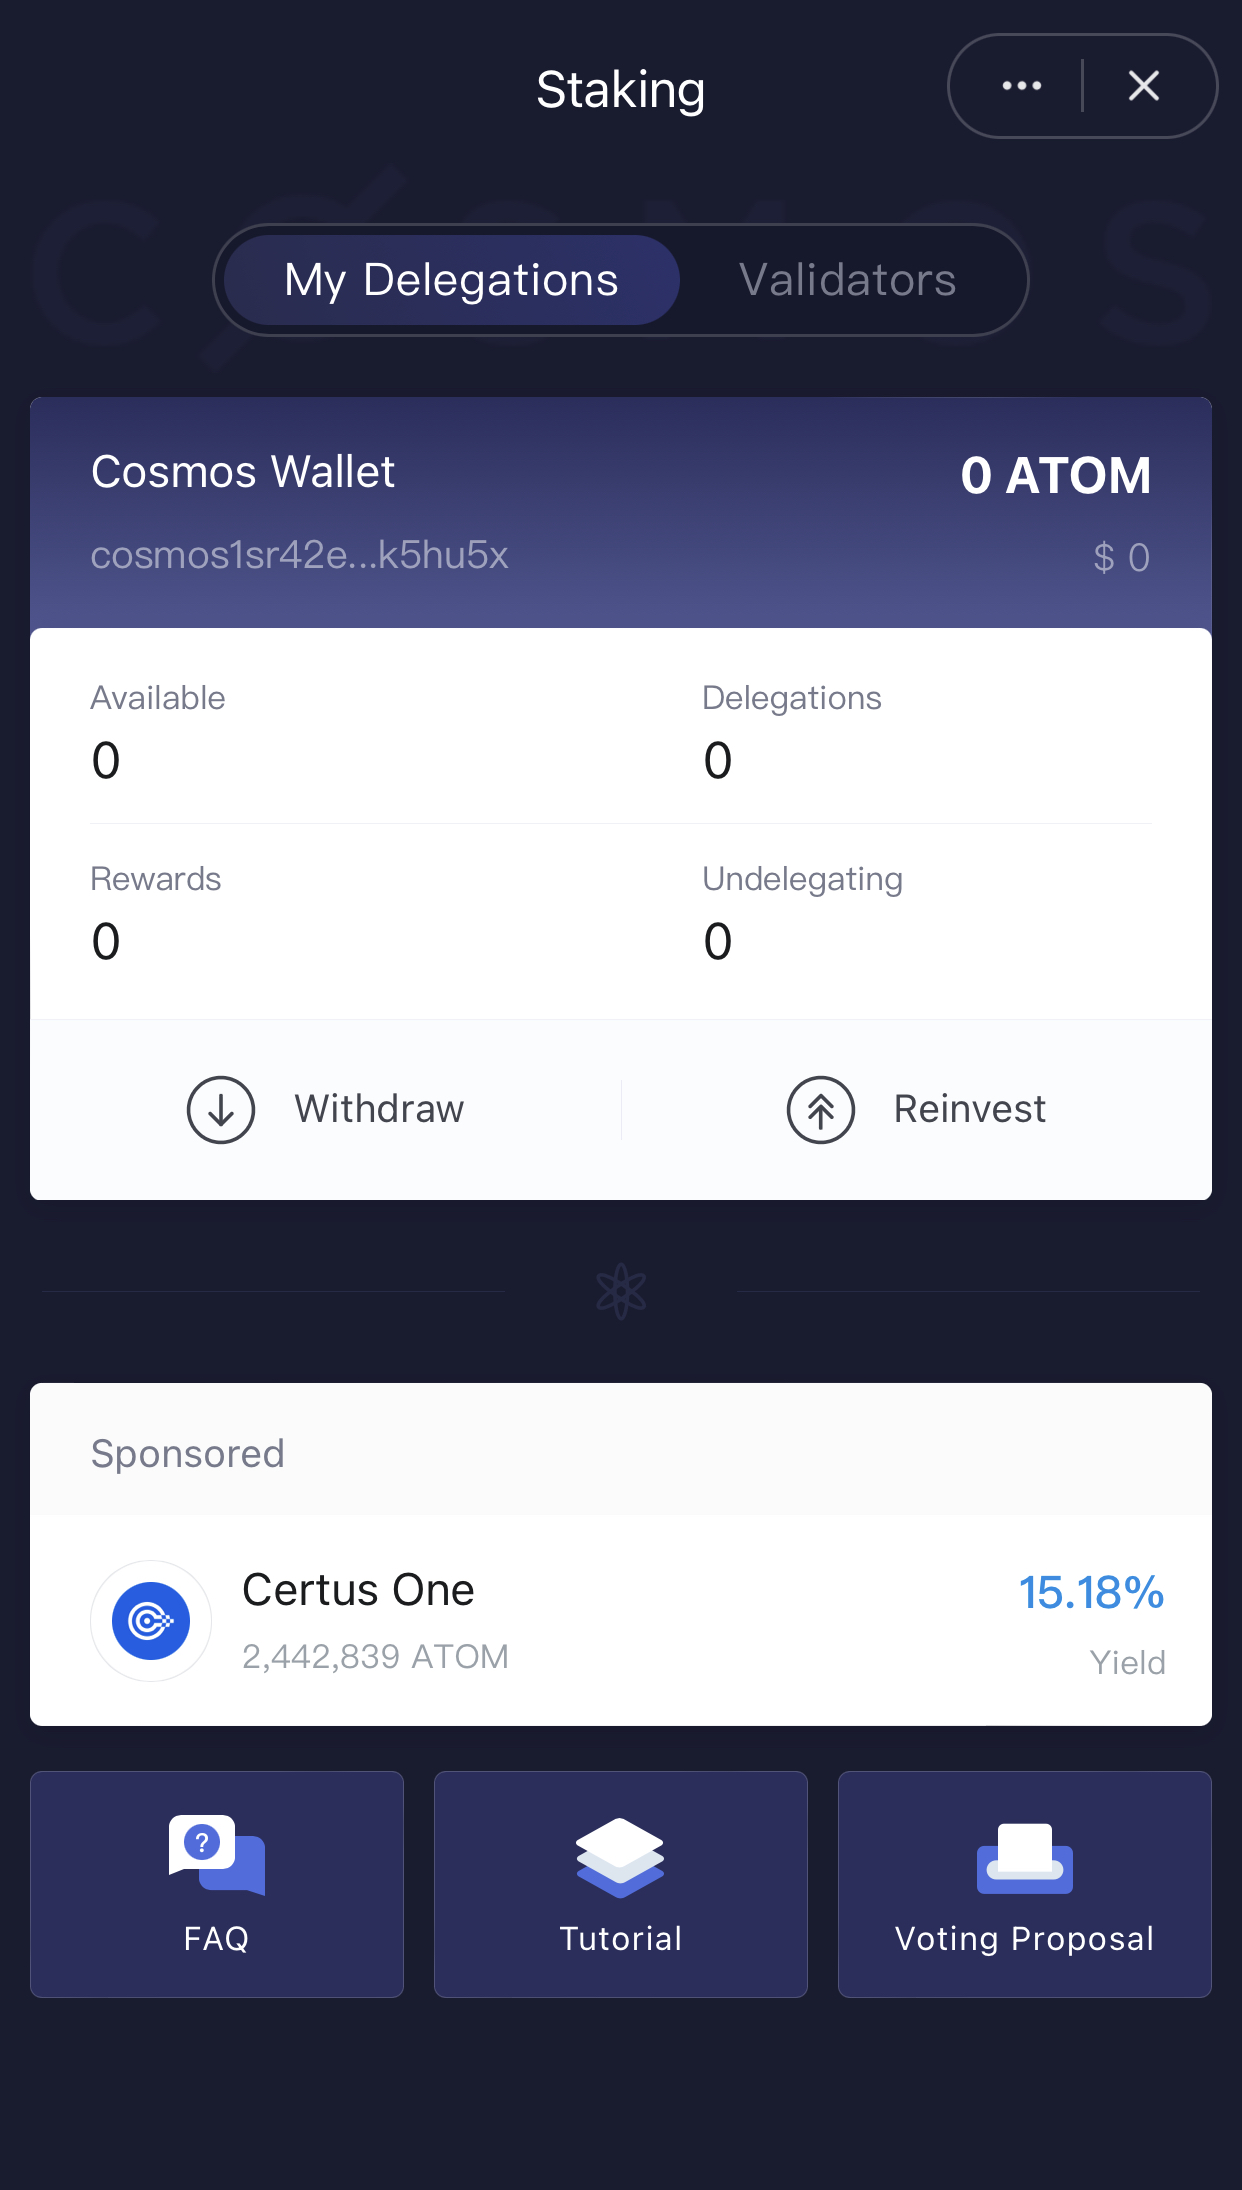 Staking
COSMOS
My Delegations Validators
Cosmos Wallet 0 ATOM
cosmos1sr42e...k5hu5x $ 0
Available Delegations
0 0
Rewards Undelegating
0 0
Withdraw Reinvest
Sponsored
Certus One 15.18%
2,442,839 ATOM Yield
?
FAQ Tutorial Voting Proposal